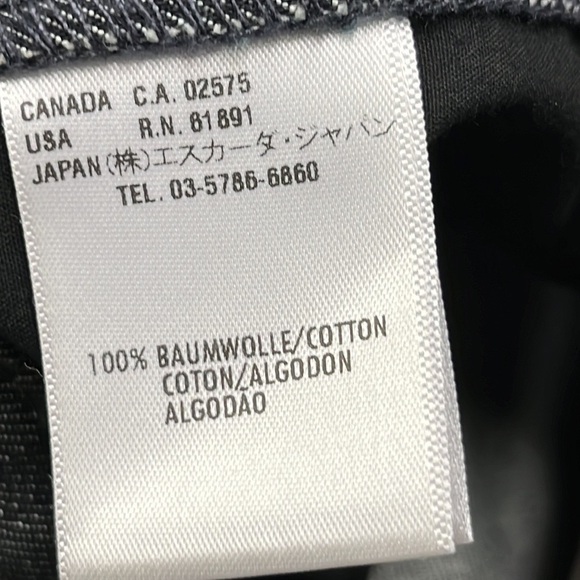 CANADA C.A. 02575
USA R.N. 81891
JAPAN (株)エスカーダ・ジャパン
TEL. 03-5786-6860
100% BAUMWOLLE/COTTON
COTON/ALGODON
ALGODAO